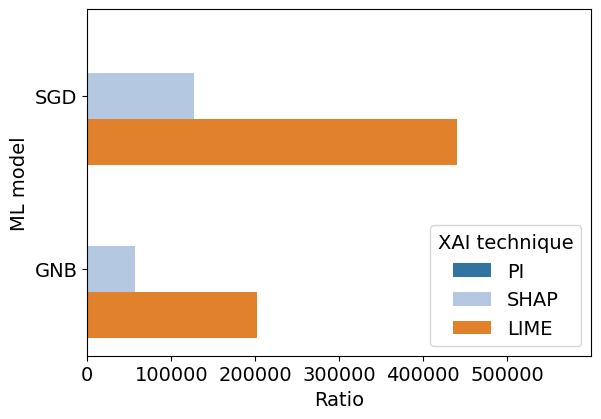 SGD
GNB
ML model
XAI technique
PI
SHAP
LIME
0 100000 200000 300000 400000 500000
Ratio